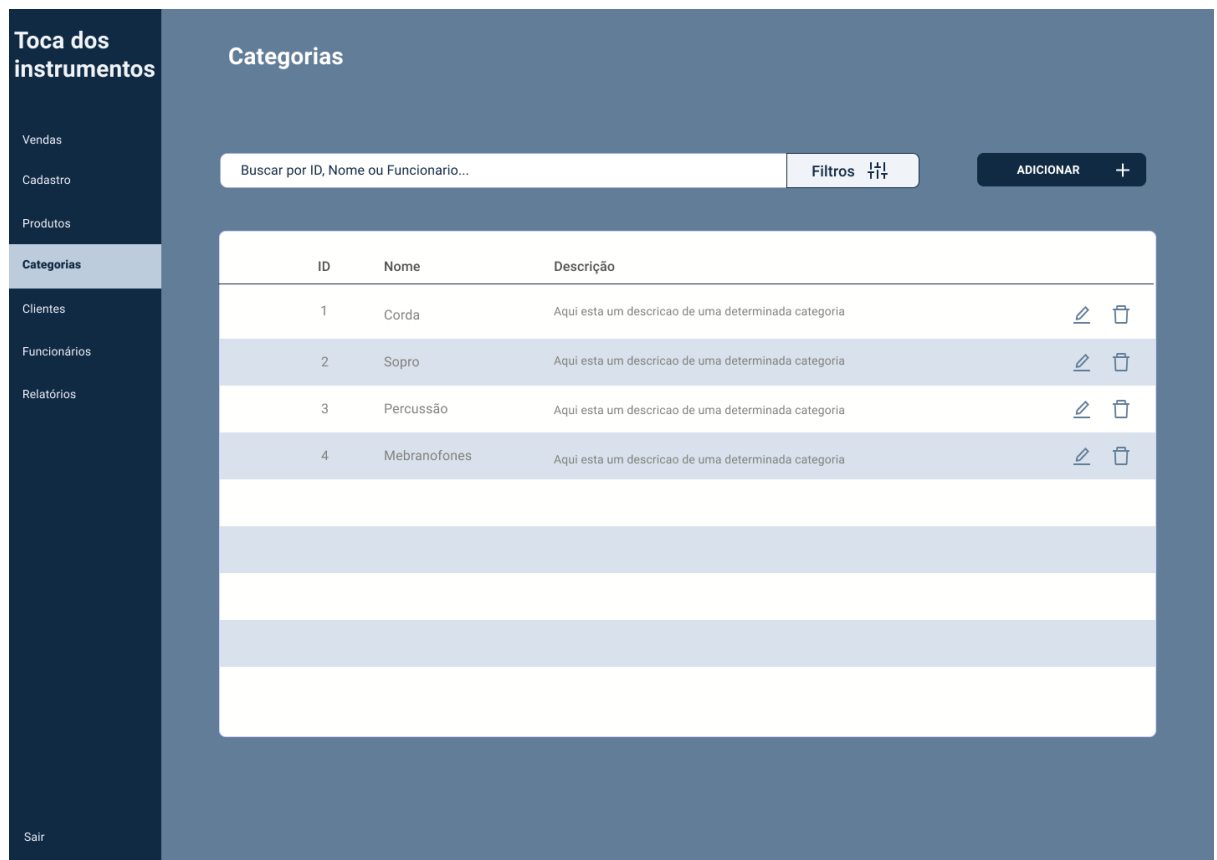 Toca dos
instrumentos
Categorias
Vendas
Cadastro
Produtos
Categorias
Clientes
Funcionários
Relatórios
Sair
Buscar por ID, Nome ou Funcionario...
Filtros
ADICIONAR
ID Nome Descrição
1 Corda Aqui esta um descricao de uma determinada categoria
2 Sopro Aqui esta um descricao de uma determinada categoria
3 Percussão Aqui esta um descricao de uma determinada categoria
4 Mebranofones Aqui esta um descricao de uma determinada categoria